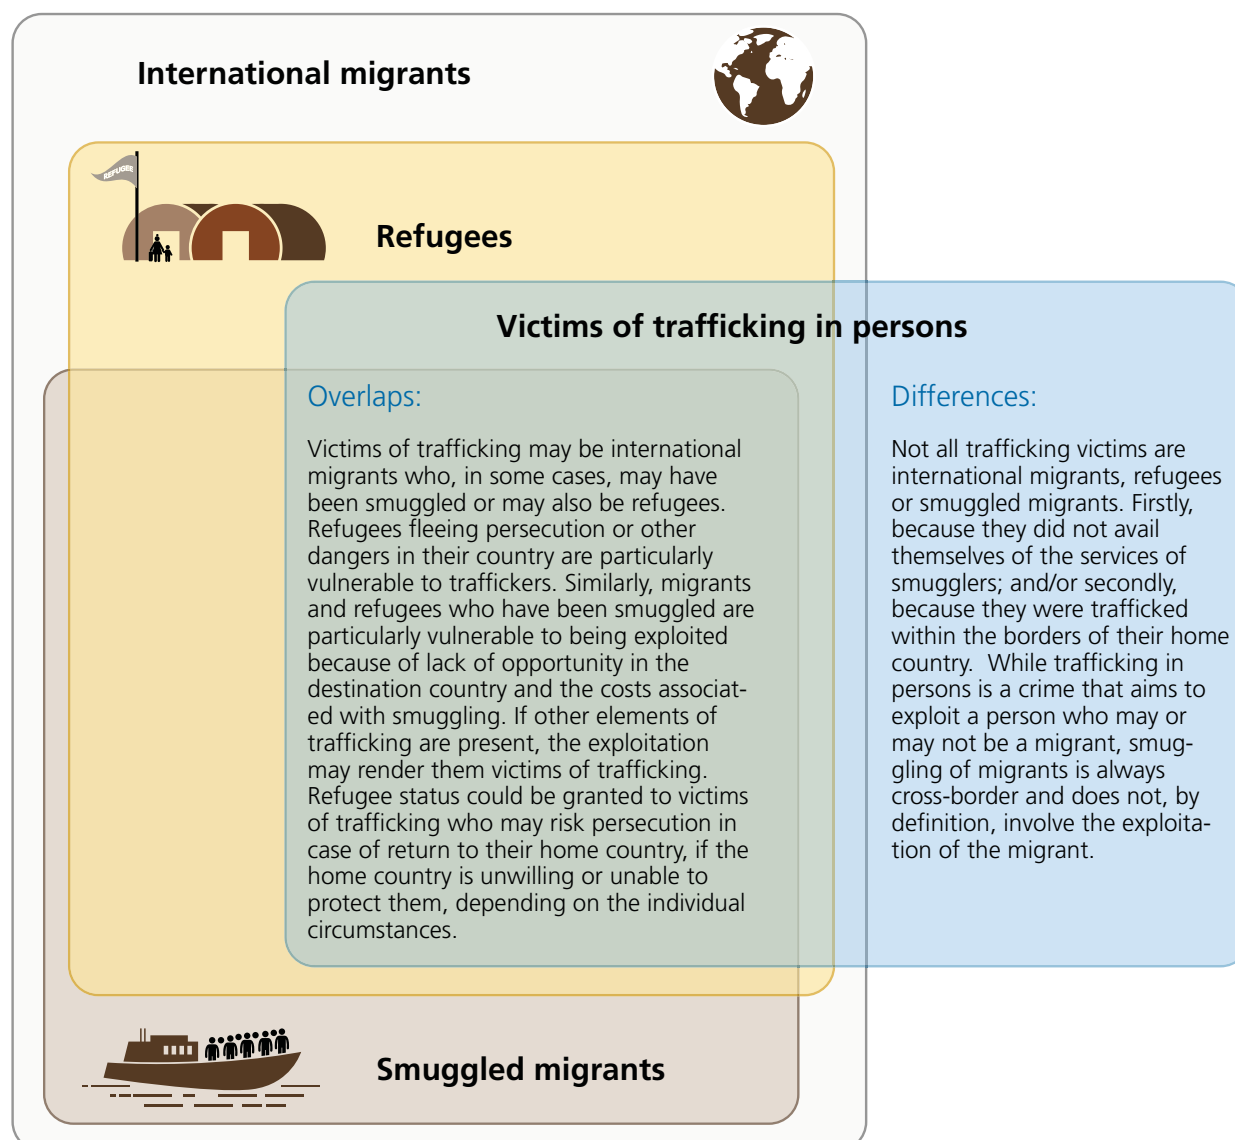 International migrants
REFUGEE
Refugees
Victims of trafficking in persons
Overlaps:
Victims of trafficking may be international
migrants who, in some cases, may have
been smuggled or may also be refugees.
Refugees fleeing persecution or other
dangers in their country are particularly
vulnerable to traffickers. Similarly, migrants
and refugees who have been smuggled are
particularly vulnerable to being exploited
because of lack of opportunity in the
destination country and the costs associat-
ed with smuggling. If other elements of
trafficking are present, the exploitation
may render them victims of trafficking.
Refugee status could be granted to victims
of trafficking who may risk persecution in
case of return to their home country, if the
home country is unwilling or unable to
protect them, depending on the individual
circumstances.
Differences:
Not all trafficking victims are
international migrants, refugees
or smuggled migrants. Firstly,
because they did not avail
themselves of the services of
smugglers; and/or secondly,
because they were trafficked
within the borders of their home
country.  While trafficking in
persons is a crime that aims to
exploit a person who may or
may not be a migrant, smug-
gling of migrants is always
cross-border and does not, by
definition, involve the exploita-
tion of the migrant.
Smuggled migrants